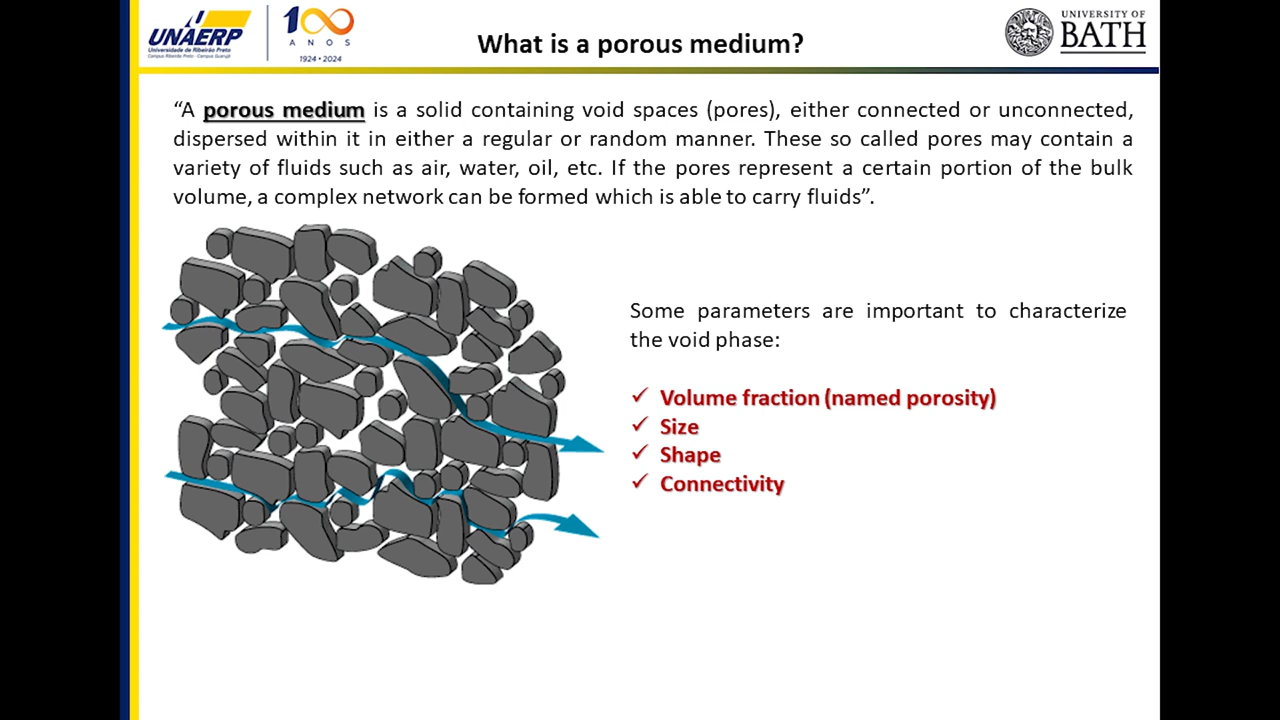 UNAERP
Universidade de Ribeirão Preto
Campus Ribeirão Preto - Campus Guarujá
100
ANOS
1924 • 2024
What is a porous medium?
UNIVERSITY OF
BATH
“A porous medium is a solid containing void spaces (pores), either connected or unconnected,
dispersed within it in either a regular or random manner. These so called pores may contain a
variety of fluids such as air, water, oil, etc. If the pores represent a certain portion of the bulk
volume, a complex network can be formed which is able to carry fluids”.
Some parameters are important to characterize
the void phase:
✓ Volume fraction (named porosity)
✓ Size
✓ Shape
✓ Connectivity